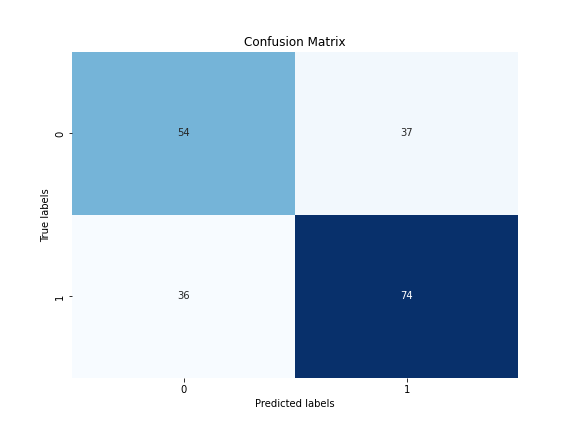 Confusion Matrix
54 37
36 74
0
1
True labels
0 1
Predicted labels